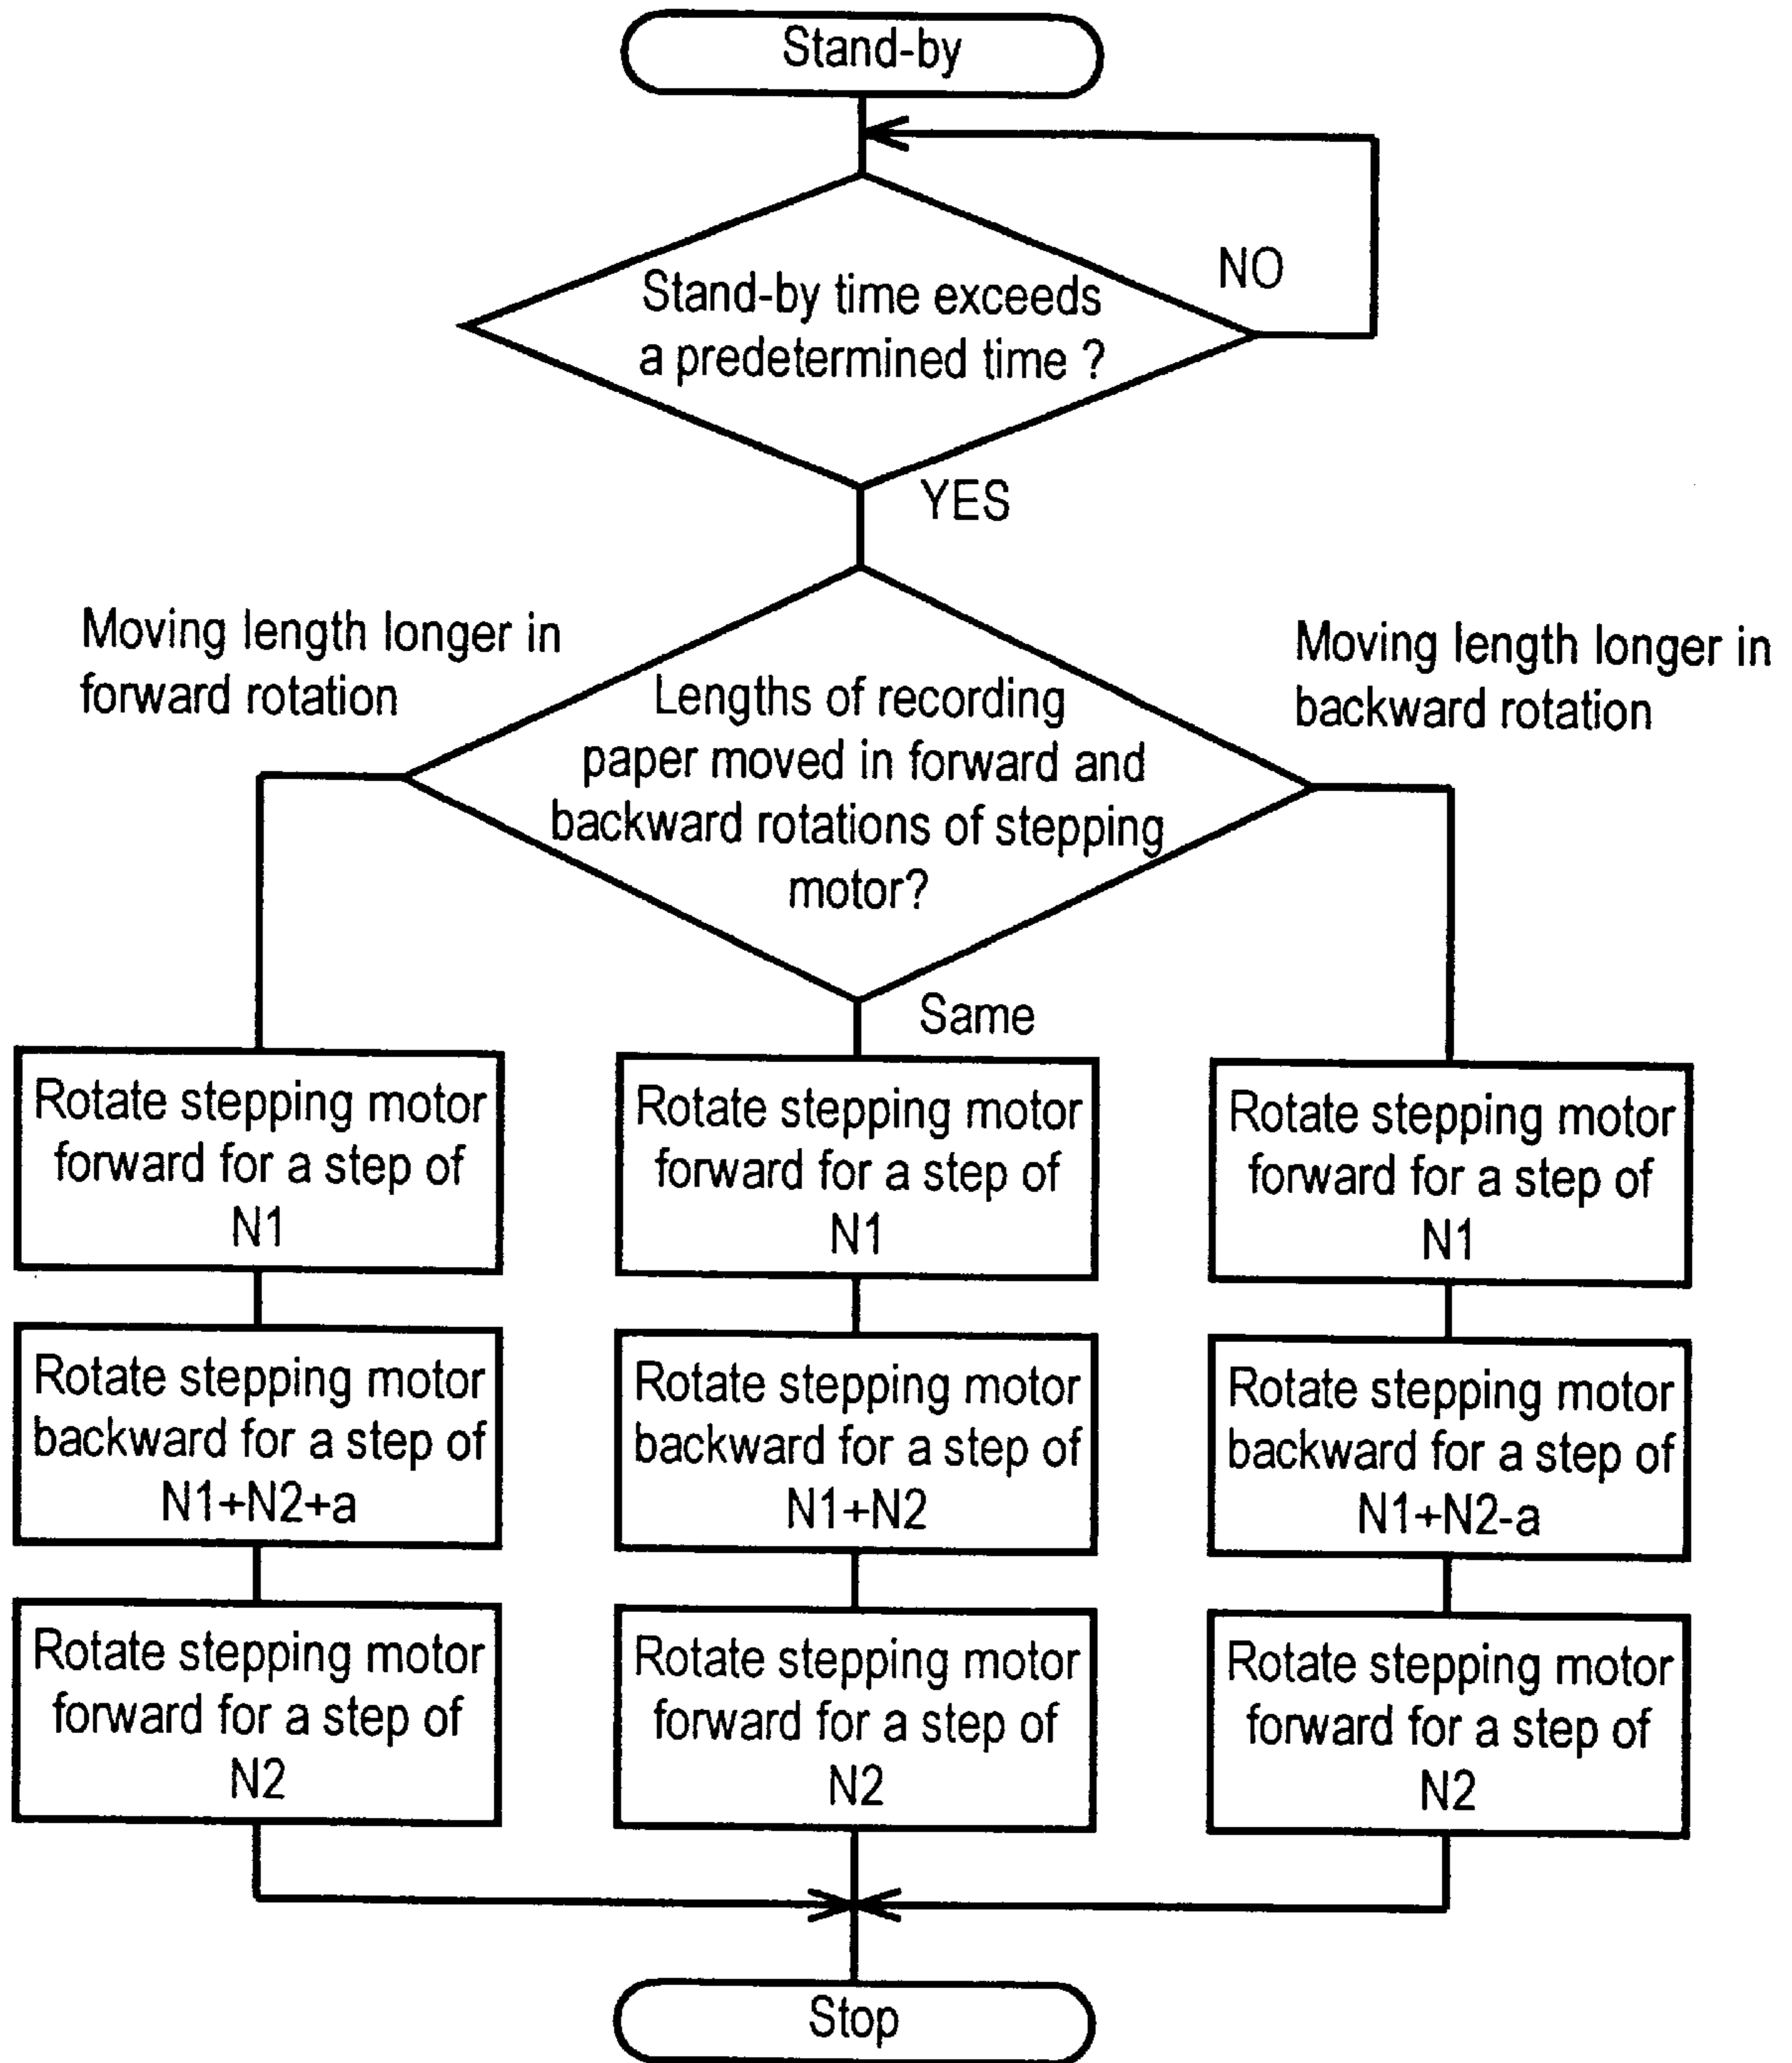 Stand-by
NO
Stand-by time exceeds
a predetermined time ?
YES
Moving length longer in
forward rotation
Lengths of recording
paper moved in forward and
backward rotations of stepping
motor?
Moving length longer in
backward rotation
Same
Rotate stepping motor
forward for a step of
N1
Rotate stepping motor
backward for a step of
N1+N2+a
Rotate stepping motor
forward for a step of
N2
Rotate stepping motor
forward for a step of
N1
Rotate stepping motor
backward for a step of
N1+N2
Rotate stepping motor
forward for a step of
N2
Rotate stepping motor
forward for a step of
N1
Rotate stepping motor
backward for a step of
N1+N2-a
Rotate stepping motor
forward for a step of
N2
Stop